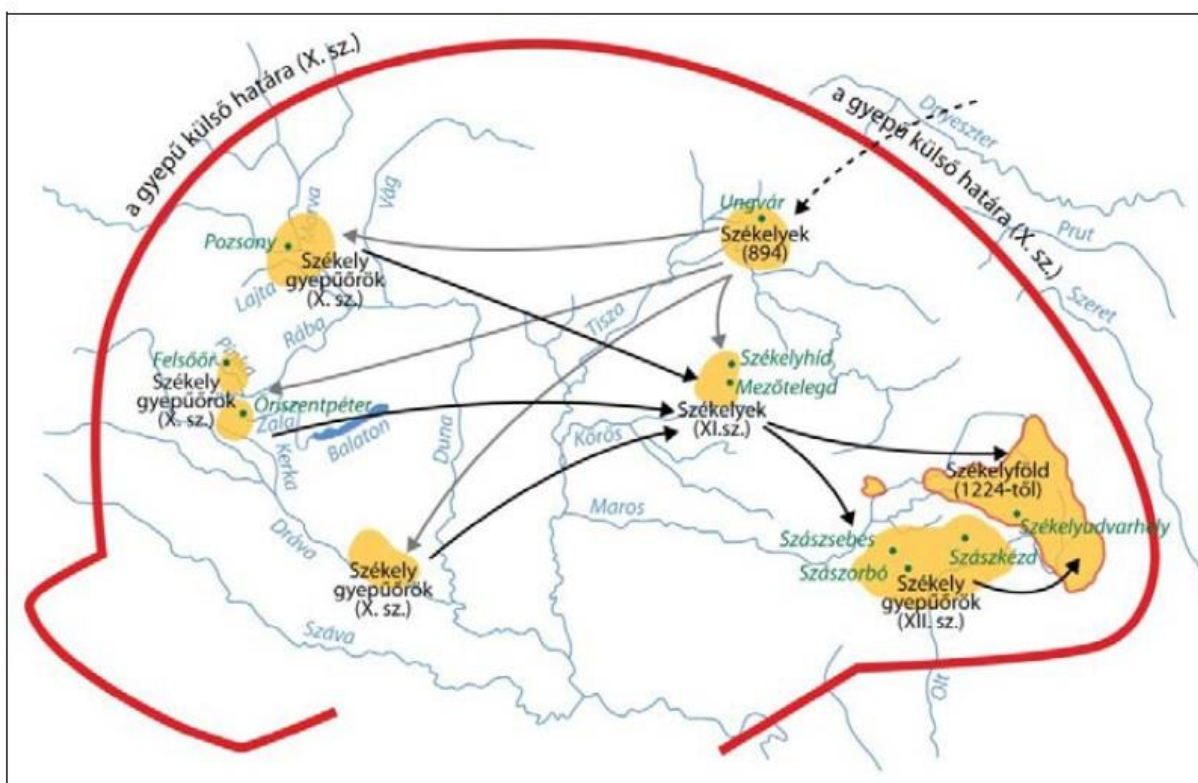 a gyepű külső határa (X. sz.)
a gyepű külső határa (X. sz.)
Dnyeszter
Prut
Szeret
Morva
Vág
Pozsony
Székely
gyepűőrök
(X. sz.)
Lajta
Rába
Ungvár
Székelyek
(894)
Tisza
Felsőőr
Pinka
Székely
gyepűőrök
(X. sz.)
Őriszentpéter
Zala
Balaton
Kerka
Duna
Székelyhíd
Mezőtelegd
Székelyek
(XI.sz.)
Körös
Maros
Székelyföld
(1224-től)
Székelyudvarhely
Szászsebes
Szászorbó
Szászkézd
Székely
gyepűőrök
(XII. sz.)
Dráva
Székely
gyepűőrök
(X. sz.)
Száva
Olt